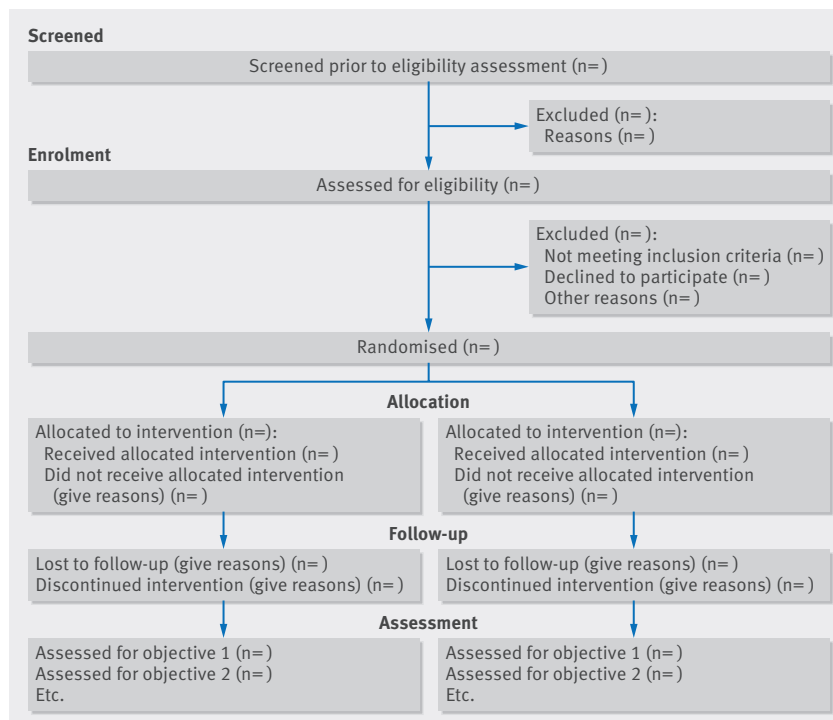 Screened
Screened prior to eligibility assessment (n= )
Excluded (n= ):
Reasons (n= )
Enrolment
Assessed for eligibility (n= )
Excluded (n= ):
Not meeting inclusion criteria (n= )
Declined to participate (n= )
Other reasons (n= )
Randomised (n= )
Allocation
Allocated to intervention (n=):
Received allocated intervention (n= )
Did not receive allocated intervention
(give reasons) (n= )
Allocated to intervention (n=):
Received allocated intervention (n= )
Did not receive allocated intervention
(give reasons) (n= )
Follow-up
Lost to follow-up (give reasons) (n= )
Discontinued intervention (give reasons) (n= )
Lost to follow-up (give reasons) (n= )
Discontinued intervention (give reasons) (n= )
Assessment
Assessed for objective 1 (n= )
Assessed for objective 2 (n= )
Etc.
Assessed for objective 1 (n= )
Assessed for objective 2 (n= )
Etc.